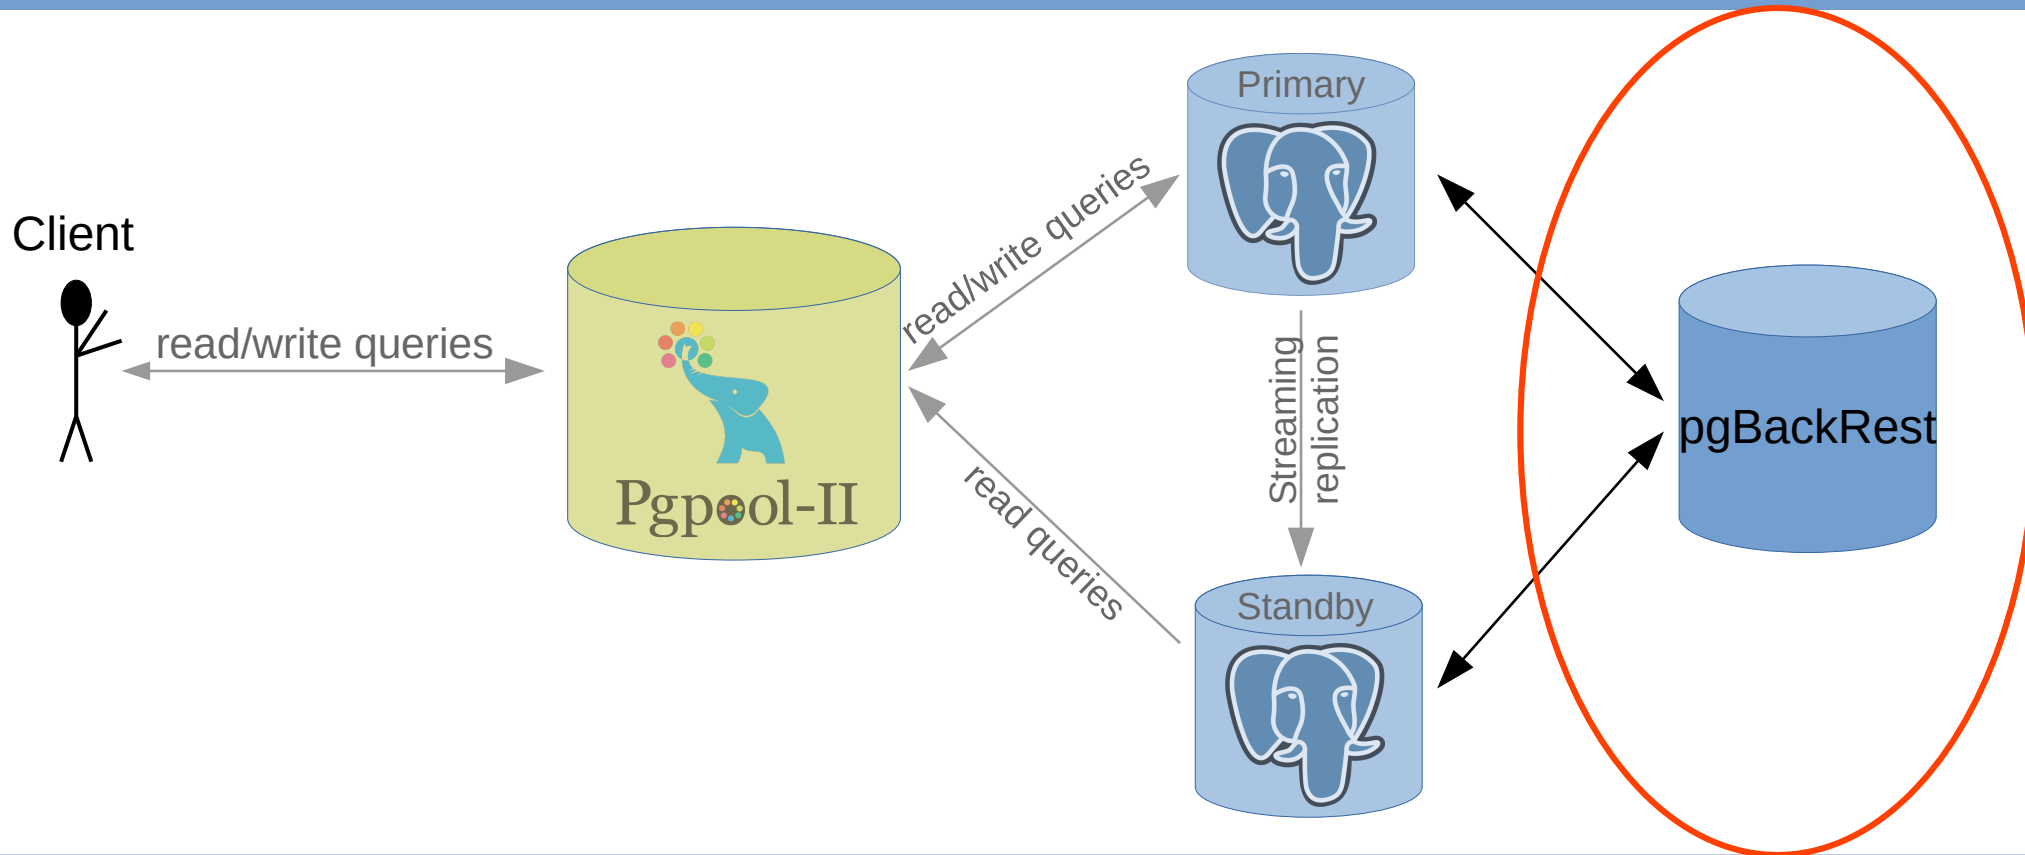 Primary
Client
read/write queries
read/write queries
Streaming
replication
pgBackRest
Pgpool-II
read queries
Standby